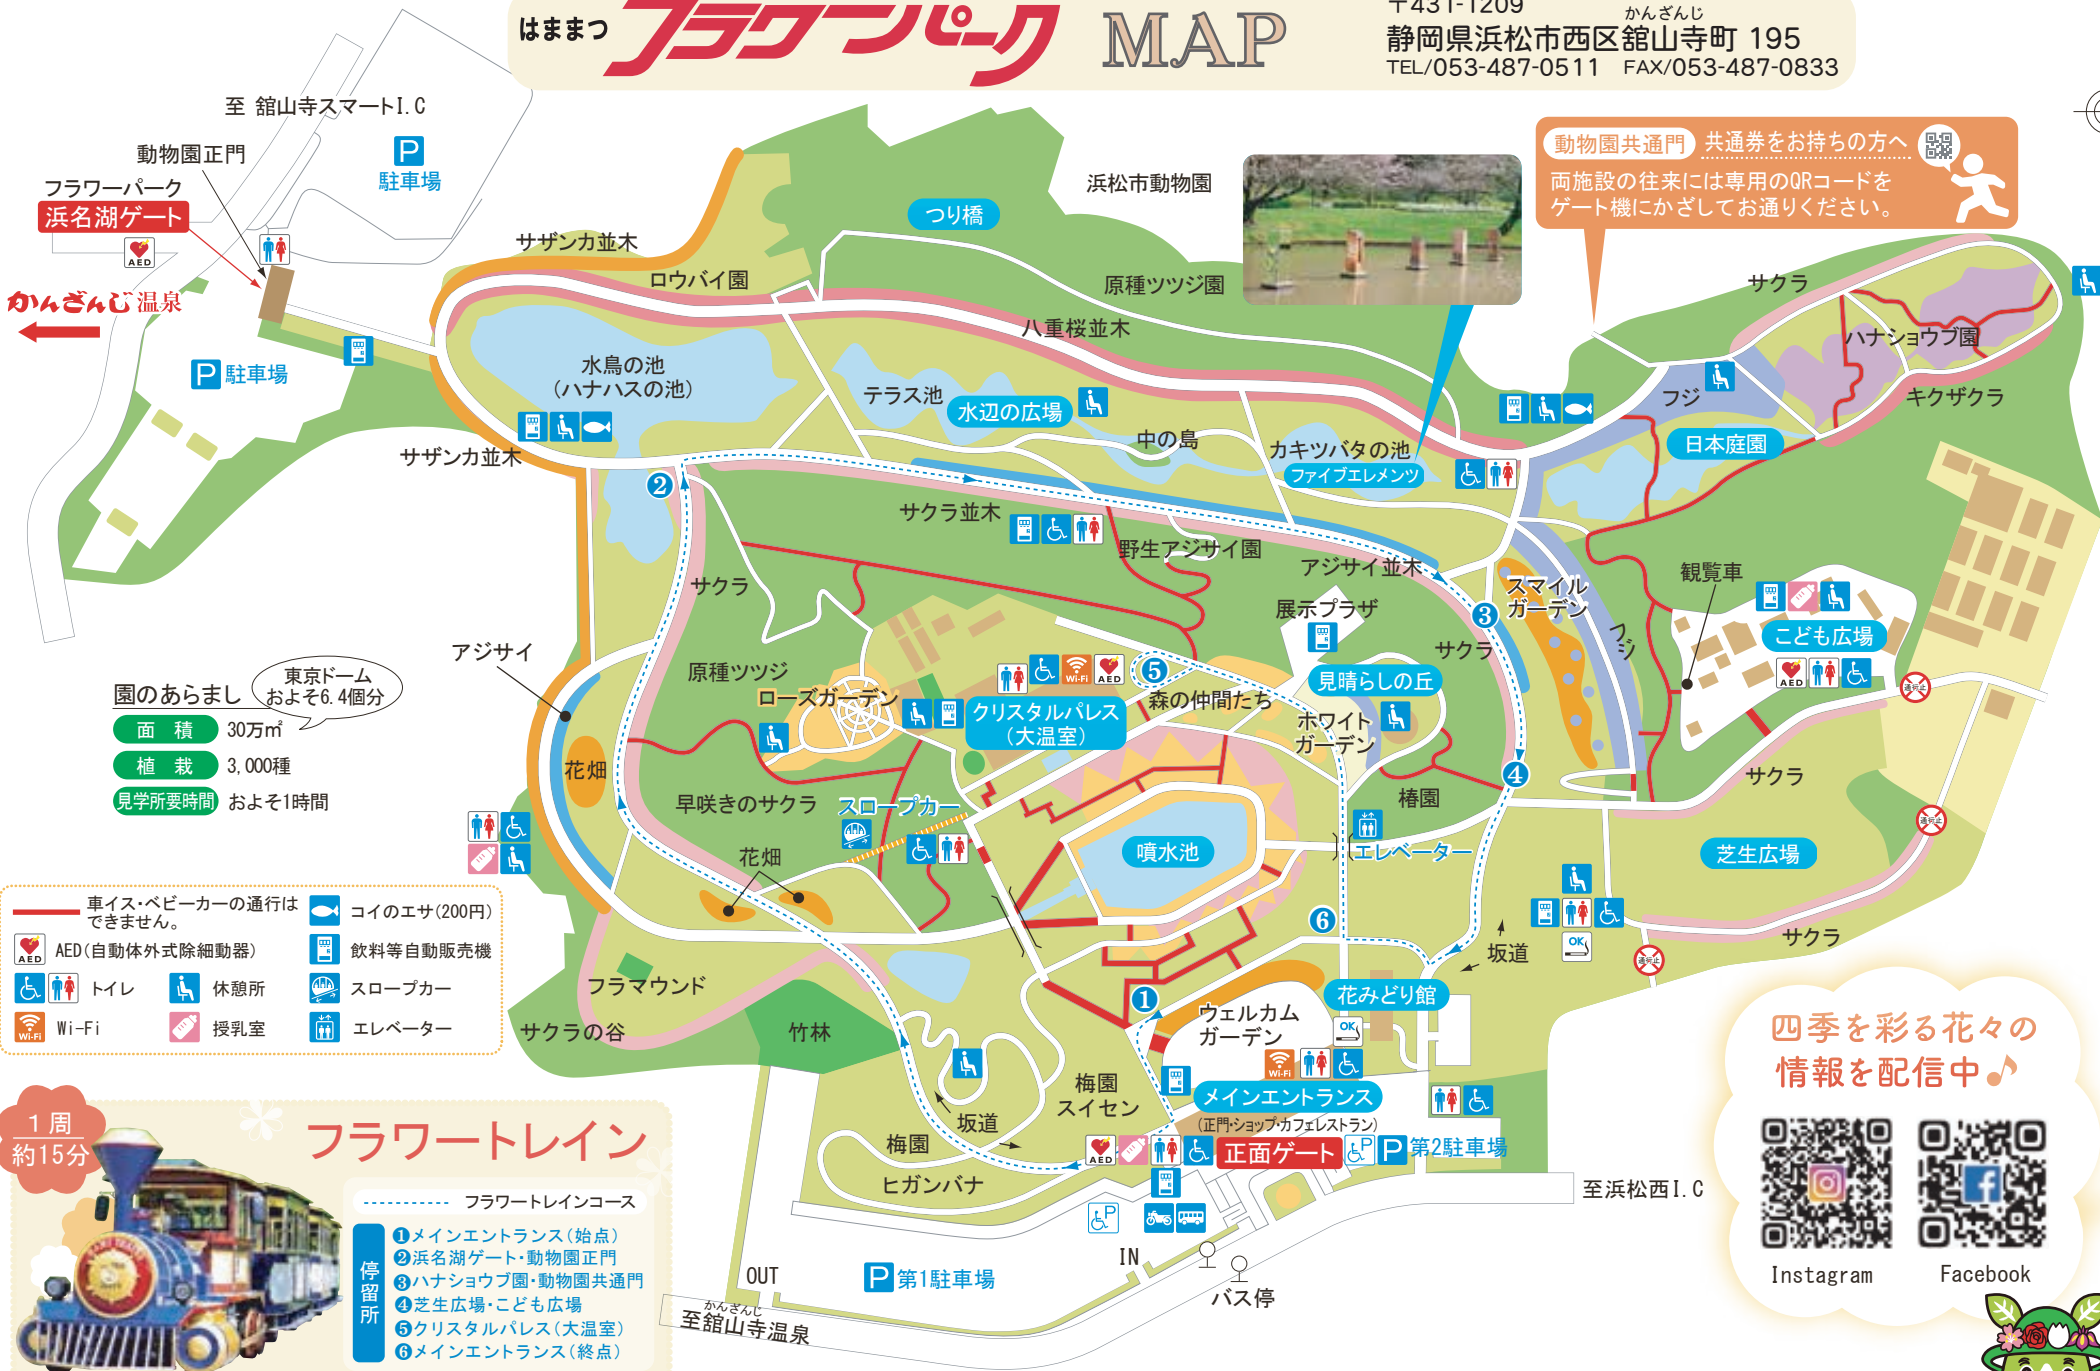 はままつ
フラワーパーク
MAP
〒431-1209
かんざんじ
静岡県浜松市西区舘山寺町 195
TEL/053-487-0511 FAX/053-487-0833
至 舘山寺スマートI.C
動物園正門
P
駐車場
フラワーパーク
浜名湖ゲート
AED
かんざんじ温泉
P 駐車場
サザンカ並木
ロウバイ園
つり橋
浜松市動物園
原種ツツジ園
八重桜並木
動物園共通門 共通券をお持ちの方へ
両施設の往来には専用のQRコードを
ゲート機にかざしてお通りください。
サクラ
ハナショウブ園
キクザクラ
フジ
日本庭園
水鳥の池
(ハナハスの池)
テラス池
水辺の広場
中の島
カキツバタの池
ファイブエレメンツ
サザンカ並木
2
サクラ並木
野生アジサイ園
アジサイ並木
サクラ
展示プラザ
3
スマイル
ガーデン
フジ
観覧車
こども広場
AED
通行止
サクラ
アジサイ
原種ツツジ
ローズガーデン
Wi-Fi
AED
5
森の仲間たち
クリスタルパレス
(大温室)
見晴らしの丘
ホワイト
ガーデン
4
椿園
サクラ
通行止
園のあらまし
東京ドーム
およそ6.4個分
面 積 30万㎡
植 栽 3,000種
見学所要時間 およそ1時間
花畑
早咲きのサクラ
スロープカー
花畑
噴水池
エレベーター
芝生広場
6
坂道
OK
サクラ
通行止
車イス・ベビーカーの通行は
できません。
コイのエサ(200円)
AED
AED(自動体外式除細動器)
飲料等自動販売機
トイレ
休憩所
スロープカー
Wi-Fi
Wi-Fi
授乳室
エレベーター
フラマウンド
サクラの谷
竹林
1
ウェルカム
ガーデン
花みどり館
OK
Wi-Fi
梅園
スイセン
坂道
梅園
ヒガンバナ
メインエントランス
(正門・ショップ・カフェレストラン)
AED
正面ゲート
P
P 第2駐車場
P
至浜松西I.C
IN
OUT
P 第1駐車場
バス停
かんざんじ
至舘山寺温泉
1周
約15分
フラワートレイン
フラワートレインコース
停留所
❶メインエントランス(始点)
❷浜名湖ゲート・動物園正門
❸ハナショウブ園・動物園共通門
❹芝生広場・こども広場
❺クリスタルパレス(大温室)
❻メインエントランス(終点)
四季を彩る花々の
情報を配信中♪
Instagram
Facebook